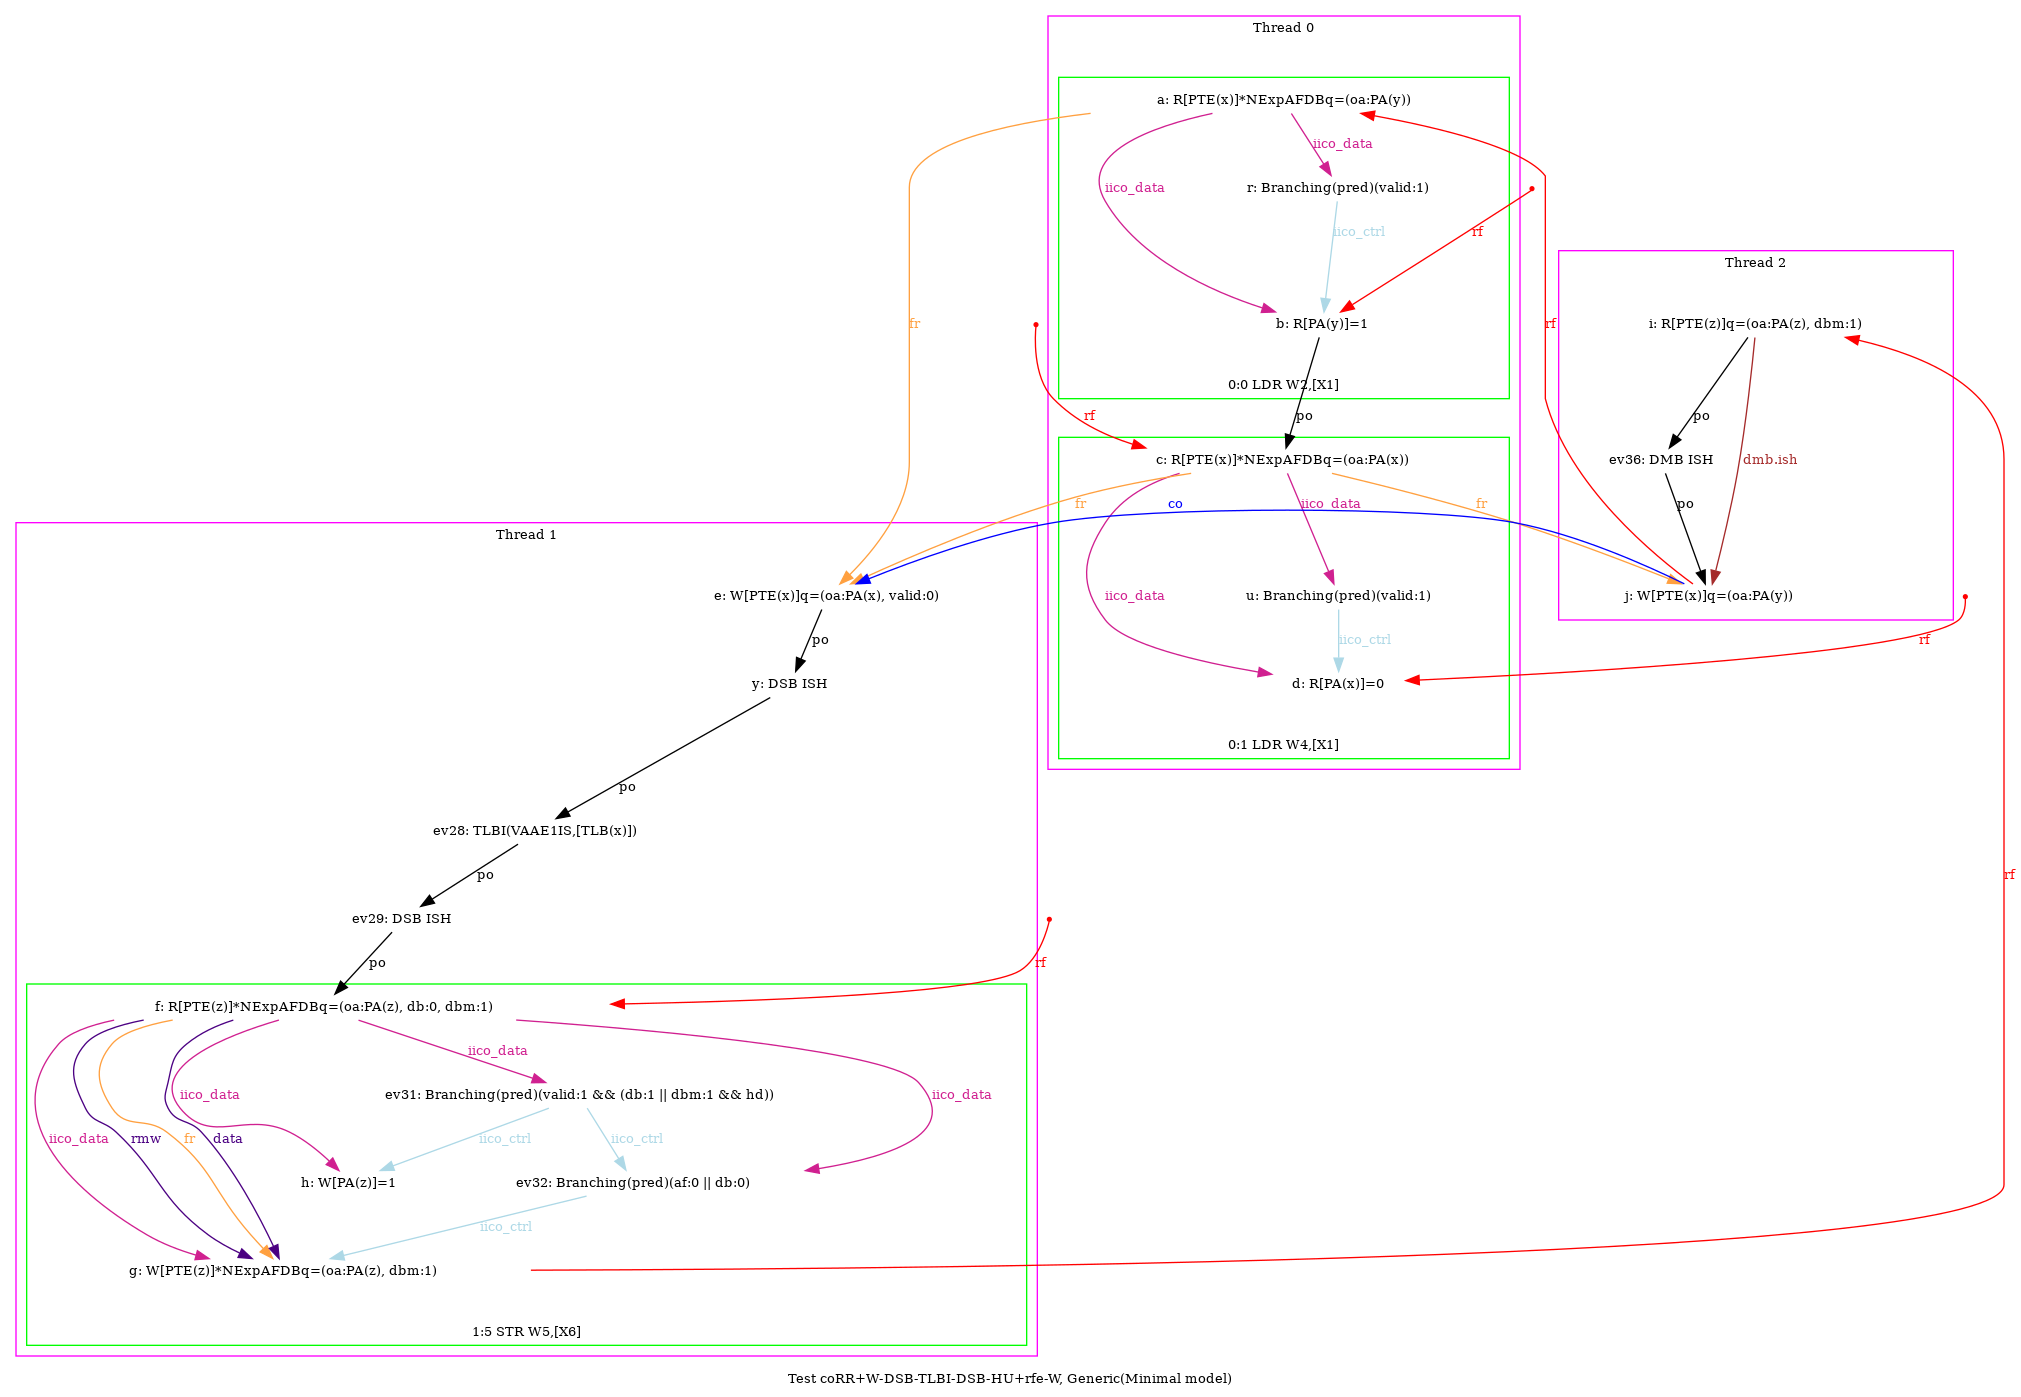 Thread 0
a: R[PTE(x)]*NExpAFDBq=(oa:PA(y))
iico_data
iico_data
r: Branching(pred)(valid:1)
iico_ctrl
rf
b: R[PA(y)]=1
0:0 LDR W2,[X1]
fr
rf
rf
po
c: R[PTE(x)]*NExpAFDBq=(oa:PA(x))
fr
co
iico_data
fr
iico_data
u: Branching(pred)(valid:1)
iico_ctrl
d: R[PA(x)]=0
0:1 LDR W4,[X1]
Thread 2
i: R[PTE(z)]q=(oa:PA(z), dbm:1)
po
ev36: DMB ISH
dmb.ish
po
j: W[PTE(x)]q=(oa:PA(y))
rf
Thread 1
e: W[PTE(x)]q=(oa:PA(x), valid:0)
po
y: DSB ISH
po
ev28: TLBI(VAAE1IS,[TLB(x)])
po
ev29: DSB ISH
po
rf
rf
f: R[PTE(z)]*NExpAFDBq=(oa:PA(z), db:0, dbm:1)
iico_data
iico_data
ev31: Branching(pred)(valid:1 && (db:1 || dbm:1 && hd))
iico_data
iico_data
rmw
fr
data
iico_ctrl
iico_ctrl
h: W[PA(z)]=1
ev32: Branching(pred)(af:0 || db:0)
iico_ctrl
g: W[PTE(z)]*NExpAFDBq=(oa:PA(z), dbm:1)
1:5 STR W5,[X6]
Test coRR+W-DSB-TLBI-DSB-HU+rfe-W, Generic(Minimal model)